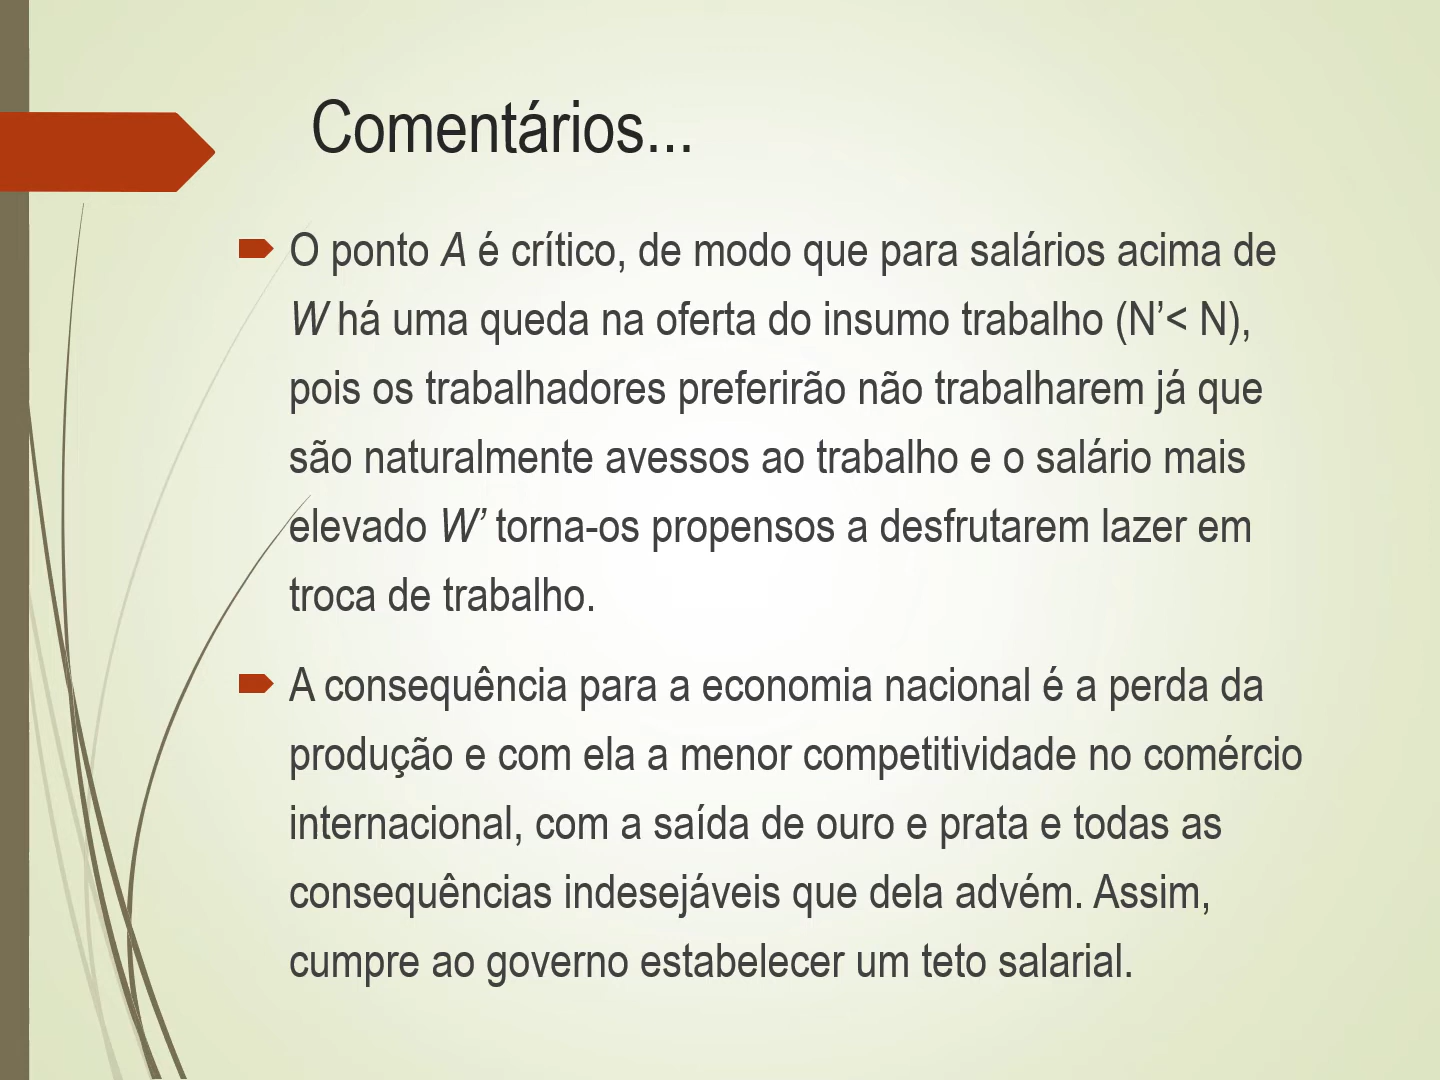 Comentários...
O ponto A é crítico, de modo que para salários acima de
W há uma queda na oferta do insumo trabalho (N’< N),
pois os trabalhadores preferirão não trabalharem já que
são naturalmente avessos ao trabalho e o salário mais
elevado W’ torna-os propensos a desfrutarem lazer em
troca de trabalho.
A consequência para a economia nacional é a perda da
produção e com ela a menor competitividade no comércio
internacional, com a saída de ouro e prata e todas as
consequências indesejáveis que dela advém. Assim,
cumpre ao governo estabelecer um teto salarial.